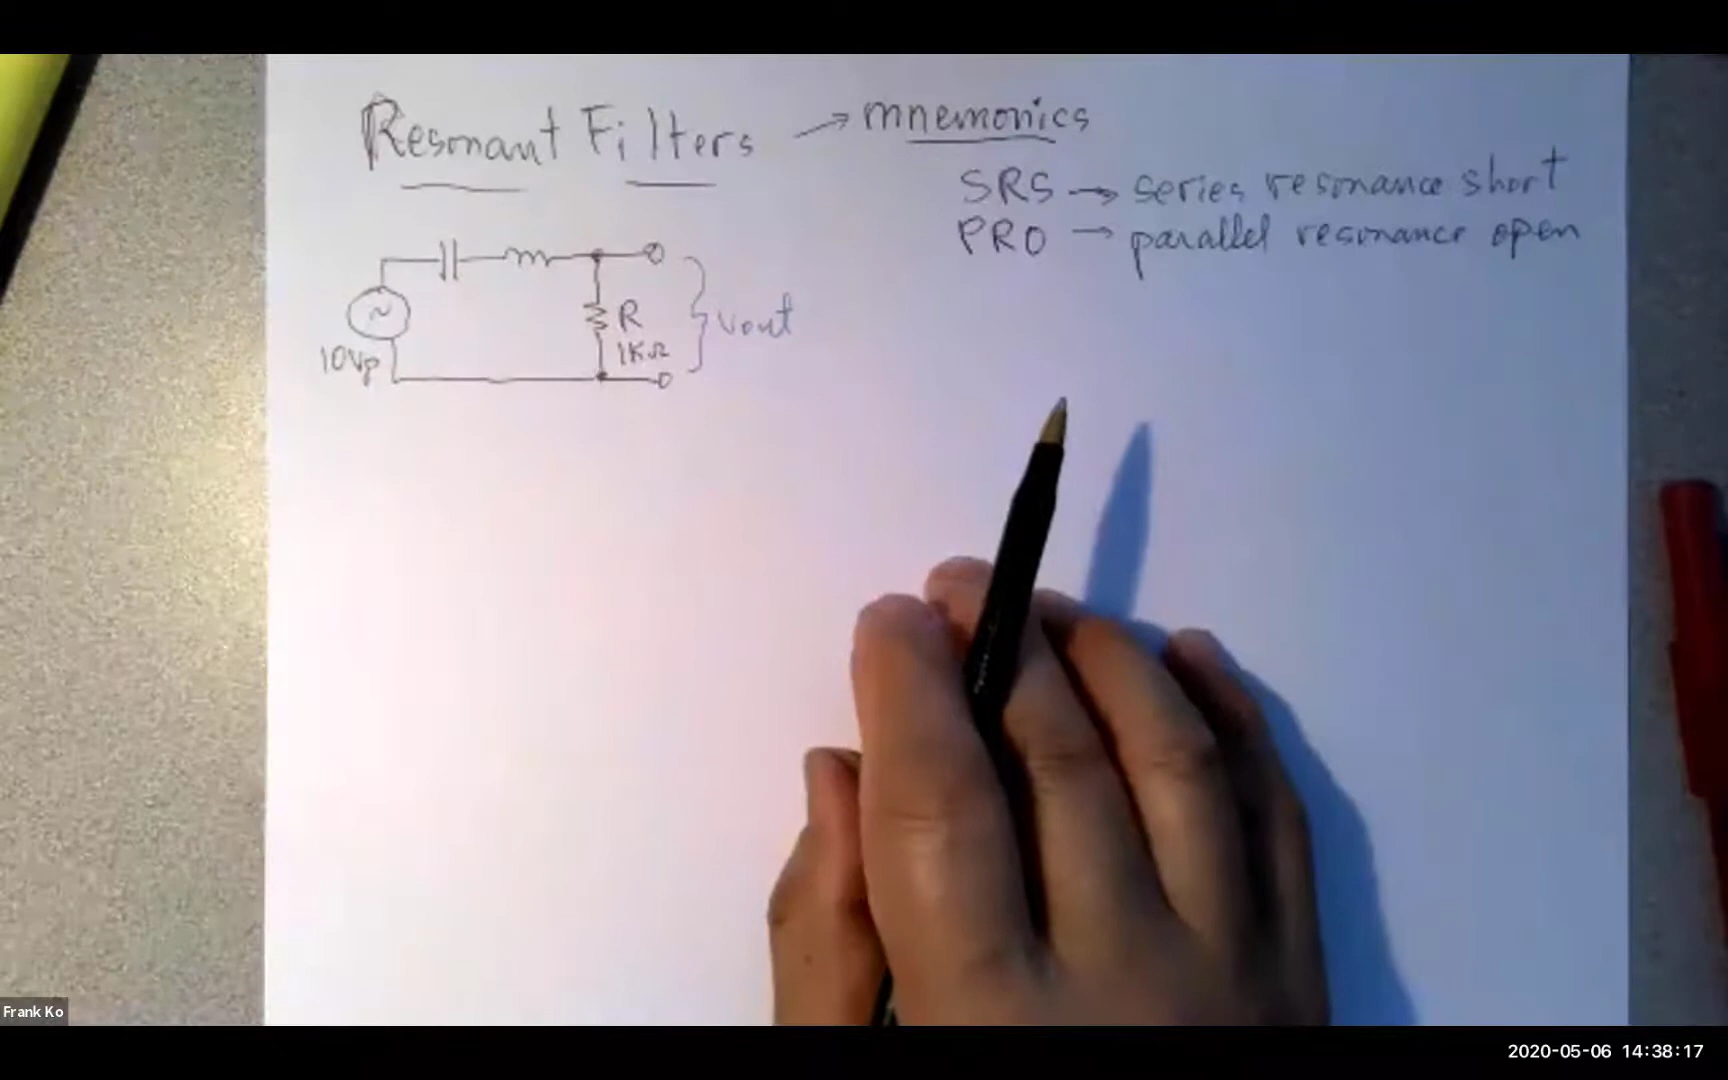 Resonant Filters → mnemonics
SRS → series resonance short
PRO → parallel resonance open
10Vp
R
1KΩ
Vout
Frank Ko
2020-05-06 14:38:17